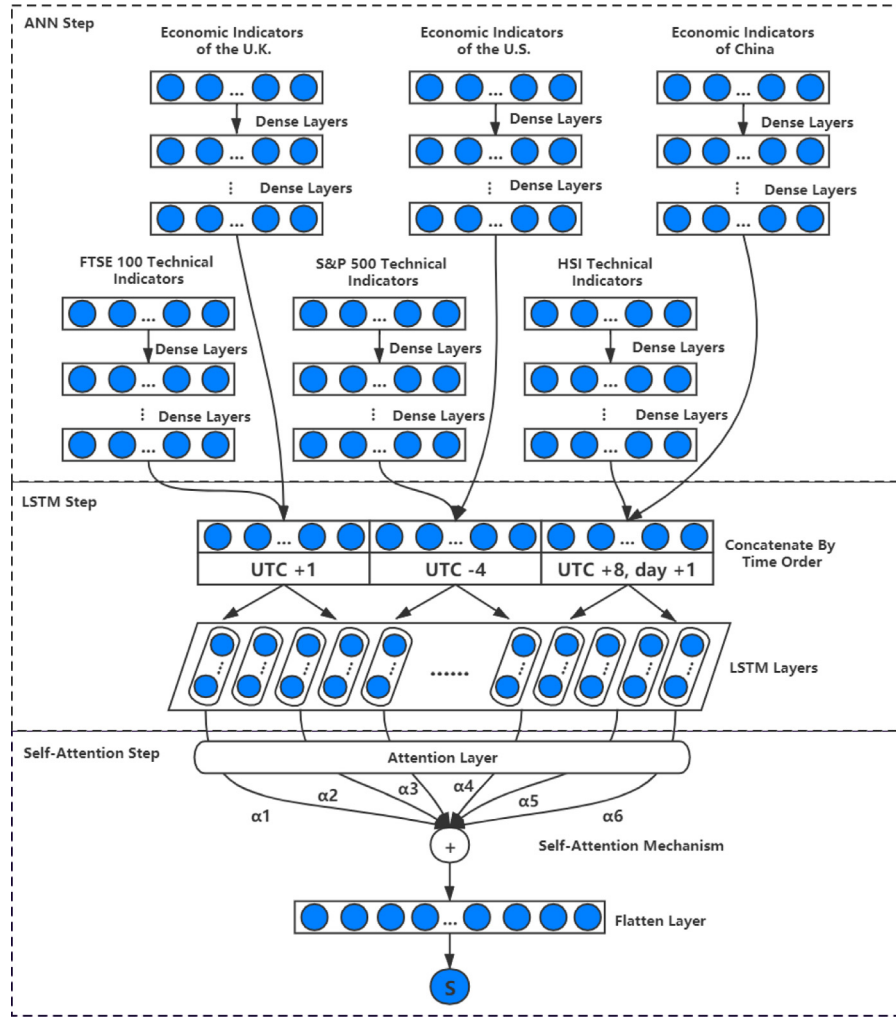 ANN Step
Economic Indicators
of the U.K.
Economic Indicators
of the U.S.
Economic Indicators
of China
...
...
...
Dense Layers
Dense Layers
Dense Layers
...
...
...
Dense Layers
Dense Layers
Dense Layers
...
...
...
FTSE 100 Technical
Indicators
S&P 500 Technical
Indicators
HSI Technical
Indicators
...
...
...
Dense Layers
Dense Layers
Dense Layers
...
...
...
Dense Layers
Dense Layers
Dense Layers
...
...
...
LSTM Step
...
...
...
UTC +1
UTC -4
UTC +8, day +1
Concatenate By
Time Order
......
LSTM Layers
Self-Attention Step
Attention Layer
α1
α2
α3
α4
α5
α6
+
Self-Attention Mechanism
...
Flatten Layer
S